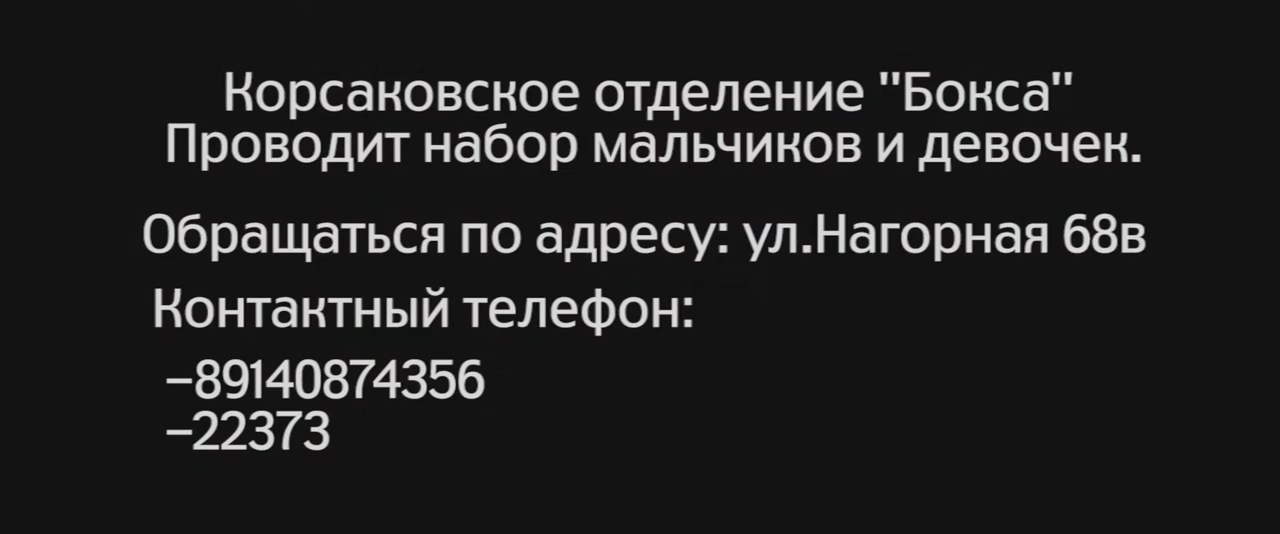 Корсаковское отделение "Бокса"
Проводит набор мальчиков и девочек.
Обращаться по адресу: ул.Нагорная 68в
Контактный телефон:
-89140874356
-22373